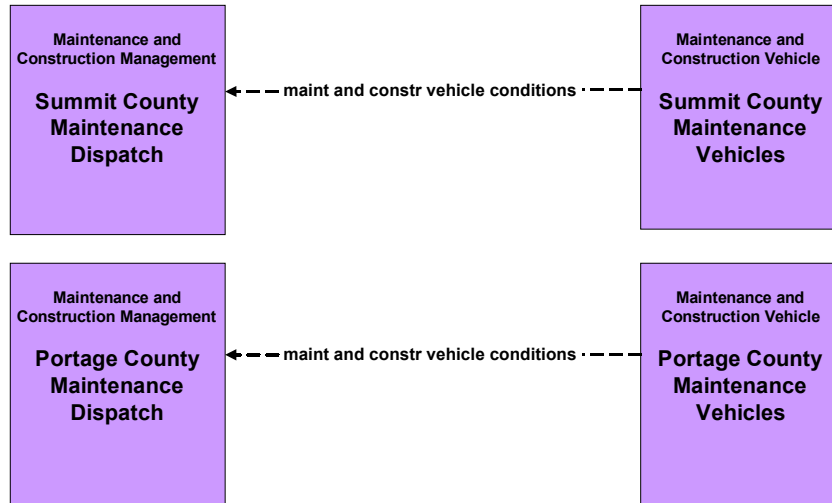 Maintenance and
Construction Management
Summit County
Maintenance
Dispatch
maint and constr vehicle conditions
Maintenance and
Construction Vehicle
Summit County
Maintenance
Vehicles
Maintenance and
Construction Management
Portage County
Maintenance
Dispatch
maint and constr vehicle conditions
Maintenance and
Construction Vehicle
Portage County
Maintenance
Vehicles